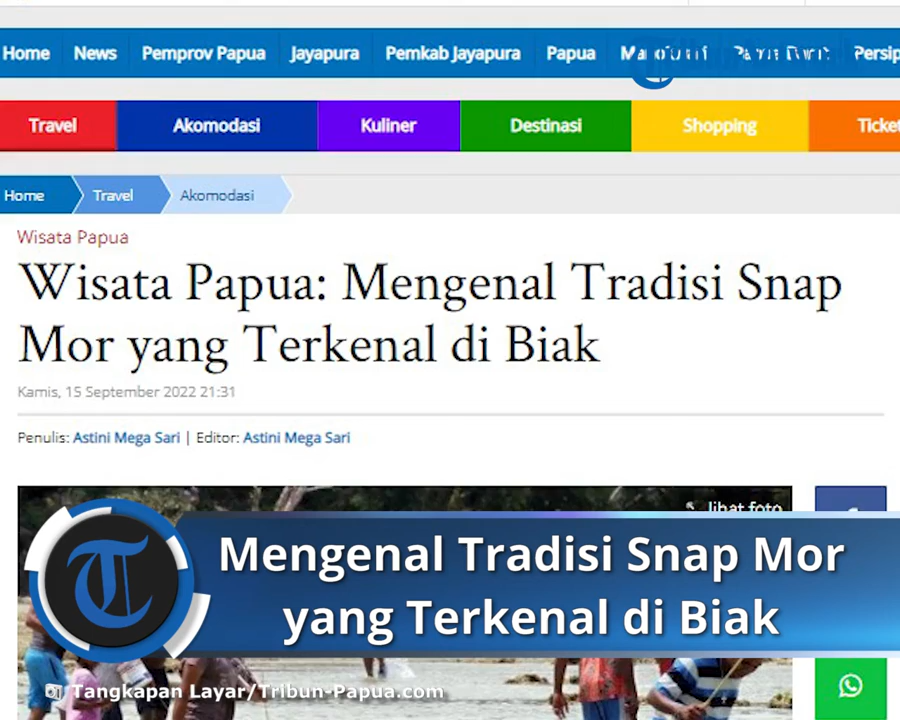 Home News Pemprov Papua Jayapura Pemkab Jayapura Papua
Travel Akomodasi Kuliner Destinasi Shopping Ticket
Home Travel Akomodasi
Wisata Papua
Wisata Papua: Mengenal Tradisi Snap
Mor yang Terkenal di Biak
Kamis, 15 September 2022 21:31
Penulis: Astini Mega Sari | Editor: Astini Mega Sari
lihat foto
Mengenal Tradisi Snap Mor
yang Terkenal di Biak
Tangkapan Layar/Tribun-Papua.com